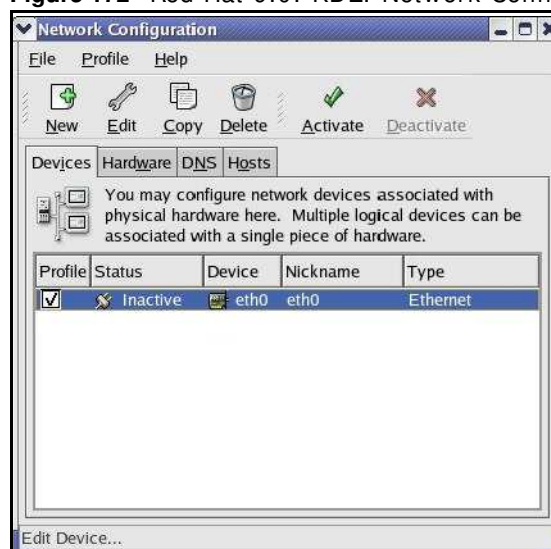 Network Configuration
File Profile Help
New Edit Copy Delete Activate Deactivate
Devices Hardware DNS Hosts
You may configure network devices associated with
physical hardware here. Multiple logical devices can be
associated with a single piece of hardware.
Profile Status Device Nickname Type
Inactive eth0 eth0 Ethernet
Edit Device...